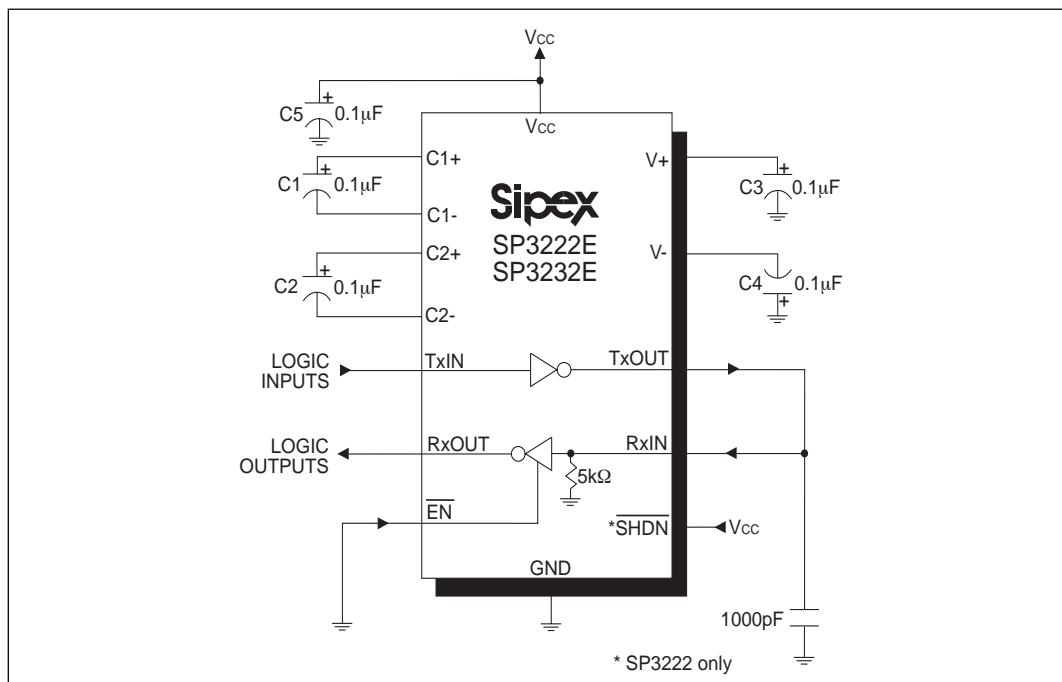 Vcc
C5
+
0.1µF
Vcc
C1
+
0.1µF
C1+
C1-
C2
+
0.1µF
C2+
C2-
Sipex
SP3222E
SP3232E
V+
C3
+
0.1µF
V-
C4
+
0.1µF
LOGIC
INPUTS
TxIN
TxOUT
LOGIC
OUTPUTS
RxOUT
RxIN
5kΩ
EN
*SHDN
Vcc
GND
1000pF
* SP3222 only